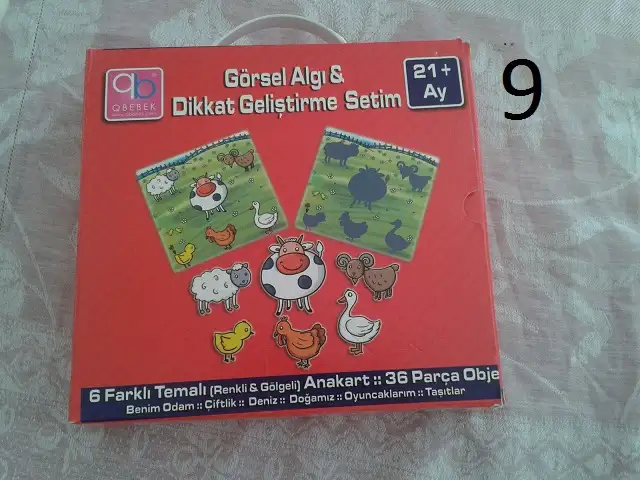 qb
QBEBEK
Görsel Algı &
Dikkat Geliştirme Setim
21+
Ay
9
6 Farklı Temalı (Renkli & Gölgeli) Anakart :: 36 Parça Obje
Benim Odam :: Çiftlik :: Deniz :: Doğamız :: Oyuncaklarım :: Taşıtlar